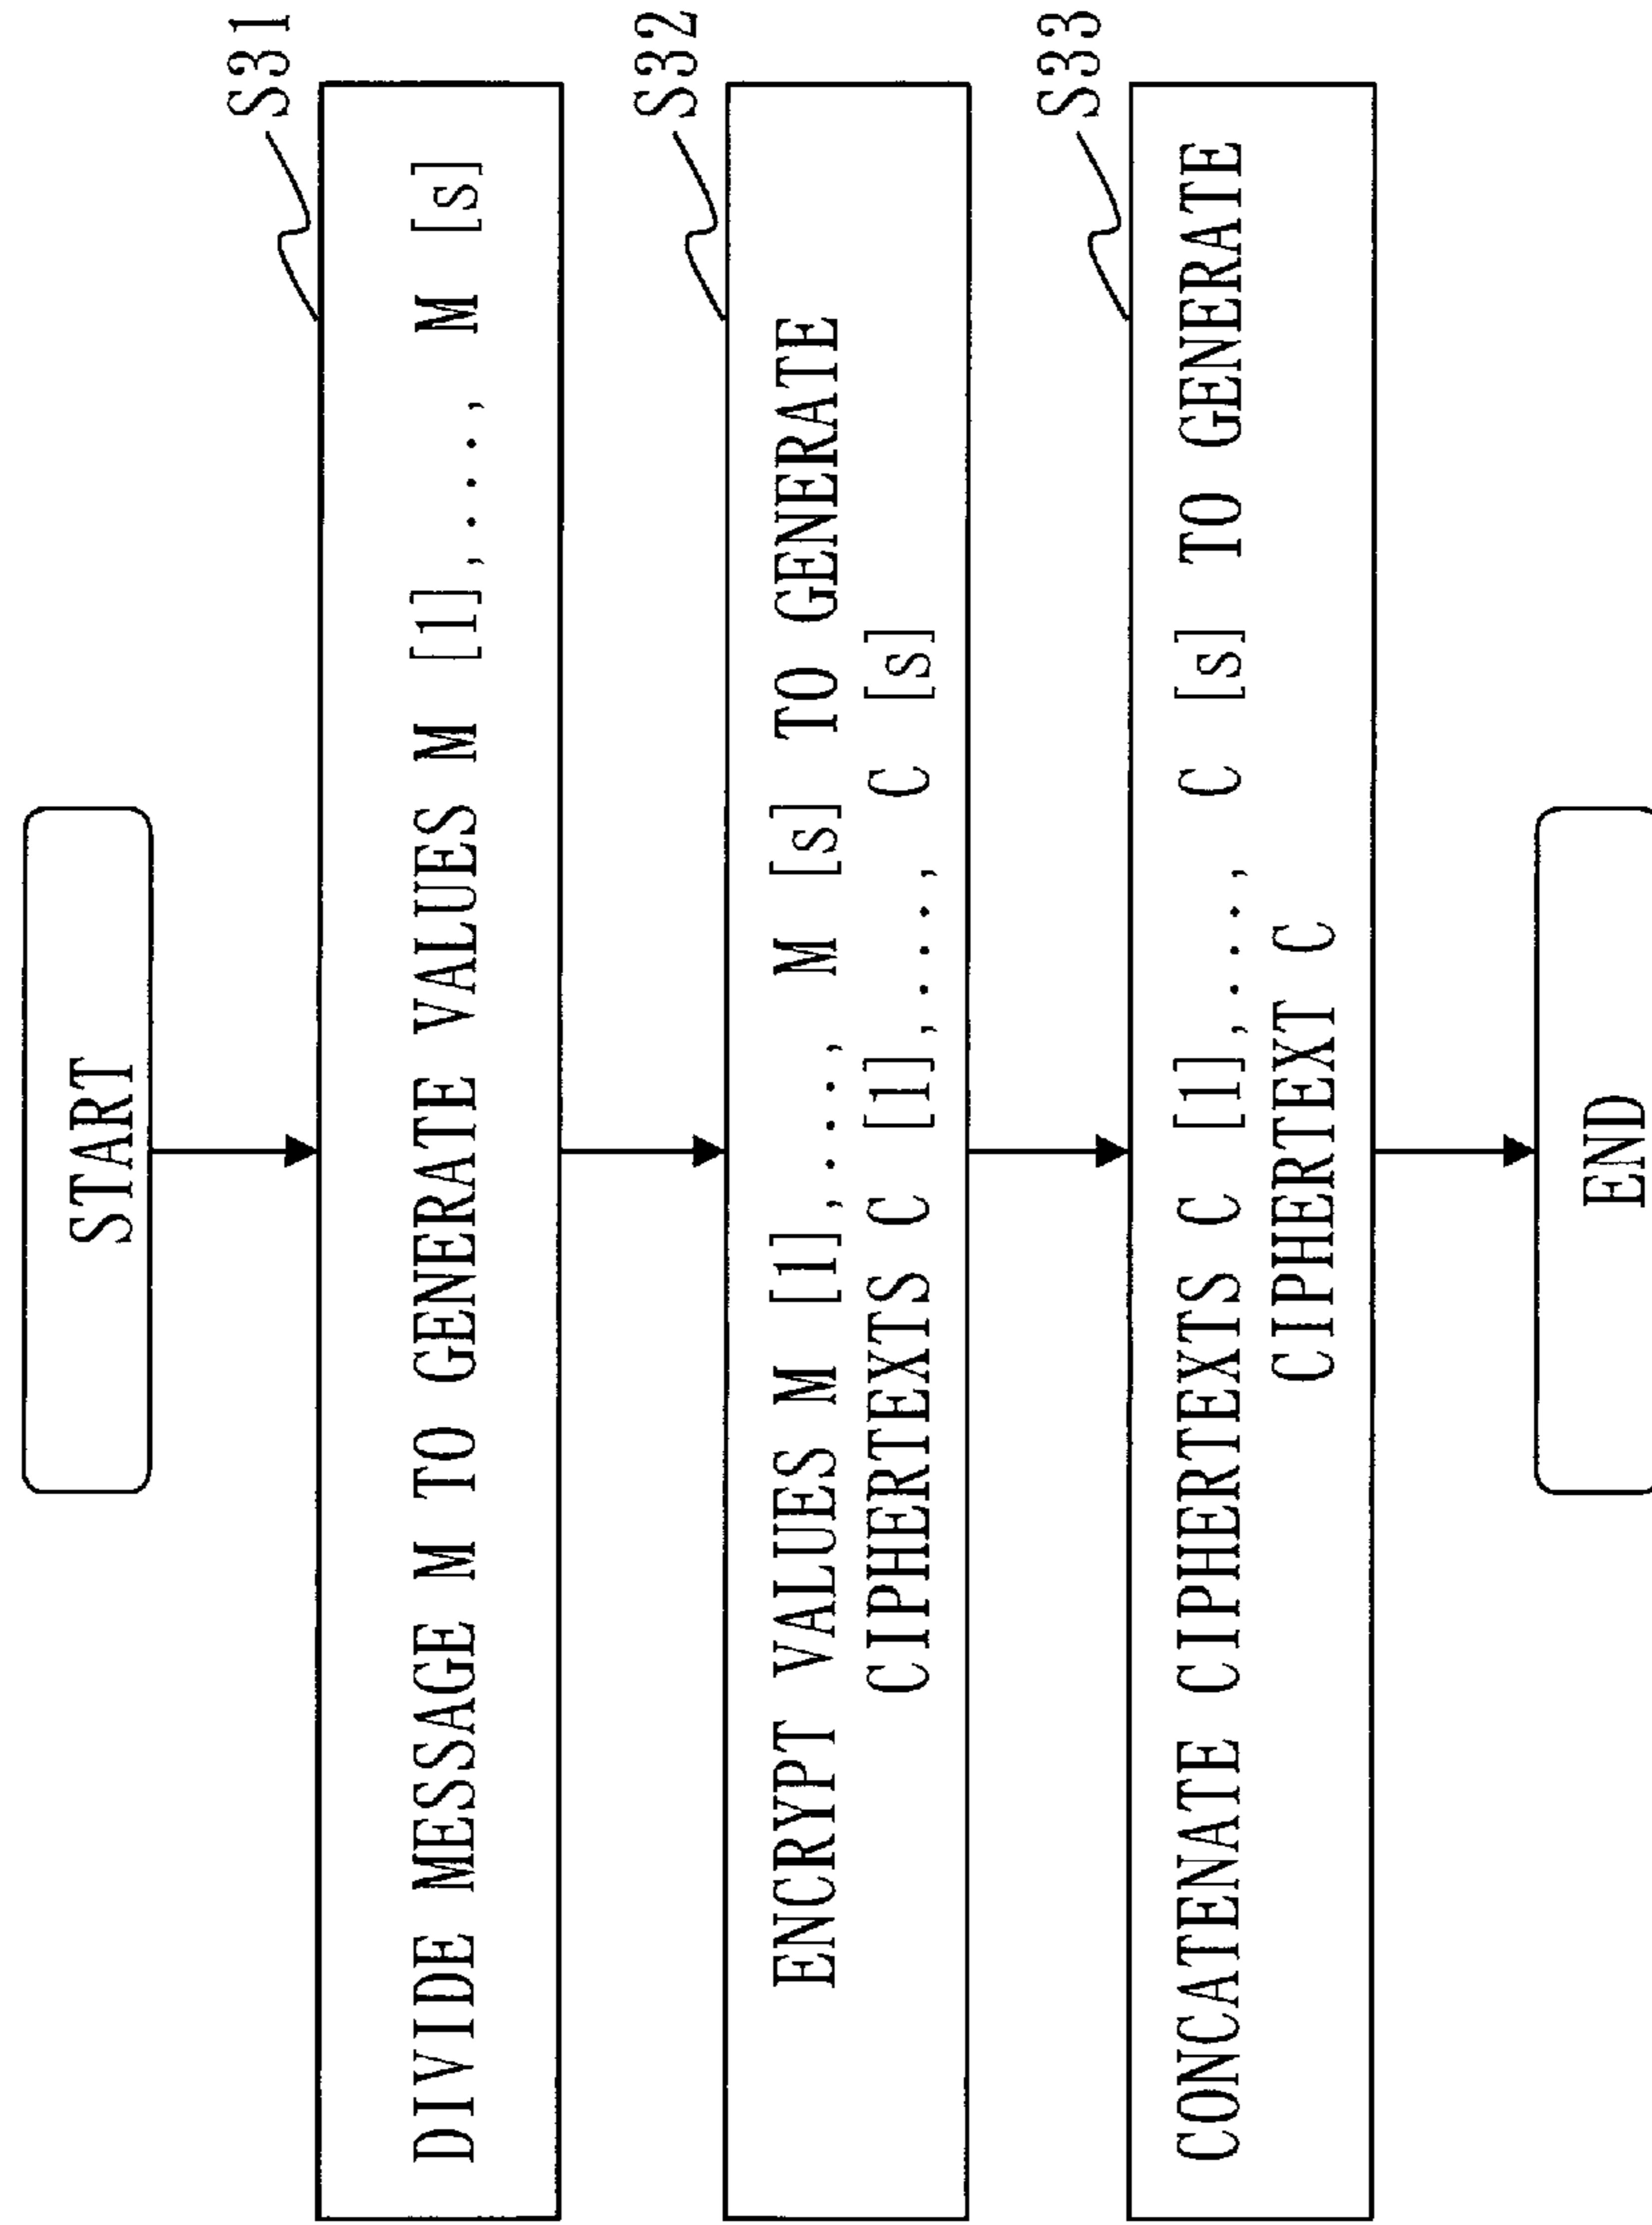 START
S31
DIVIDE MESSAGE M TO GENERATE VALUES M [1],..., M [s]
S32
ENCRYPT VALUES M [1],..., M [s] TO GENERATE
CIPHERTEXTS C [1],..., C [s]
S33
CONCATENATE CIPHERTEXTS C [1],..., C [s] TO GENERATE
CIPHERTEXT C
END